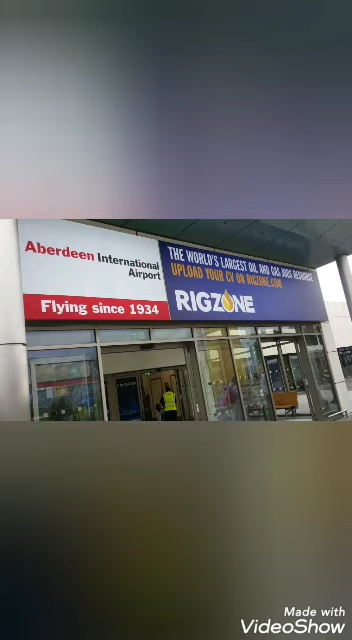 Aberdeen International
Airport
Flying since 1934
THE WORLD'S LARGEST OIL AND GAS JOBS RESOURCE
UPLOAD YOUR CV ON RIGZONE.COM
RIGZONE
Made with
VideoShow